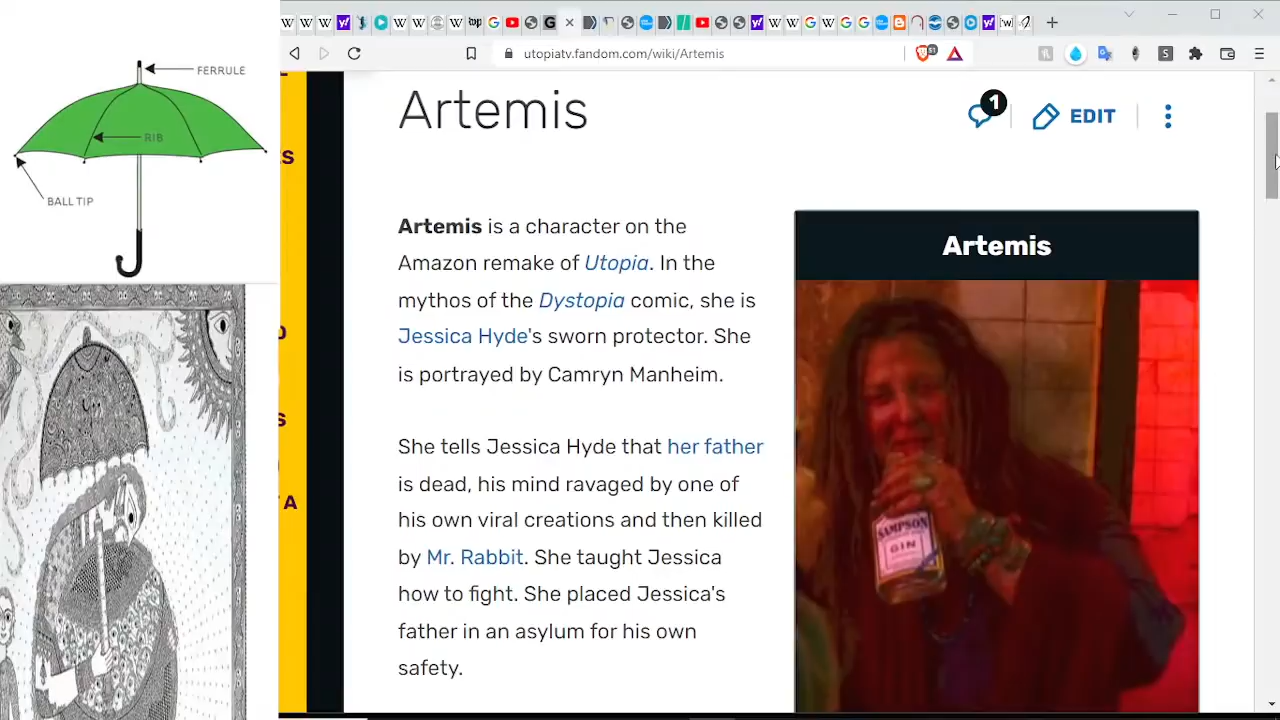 FERRULE
RIB
BALL TIP
utopiatv.fandom.com/wiki/Artemis
Artemis
1
EDIT
Artemis is a character on the
Amazon remake of Utopia. In the
mythos of the Dystopia comic, she is
Jessica Hyde's sworn protector. She
is portrayed by Camryn Manheim.
She tells Jessica Hyde that her father
is dead, his mind ravaged by one of
his own viral creations and then killed
by Mr. Rabbit. She taught Jessica
how to fight. She placed Jessica's
father in an asylum for his own
safety.
Artemis
SAMPSON
GIN
S
S
A